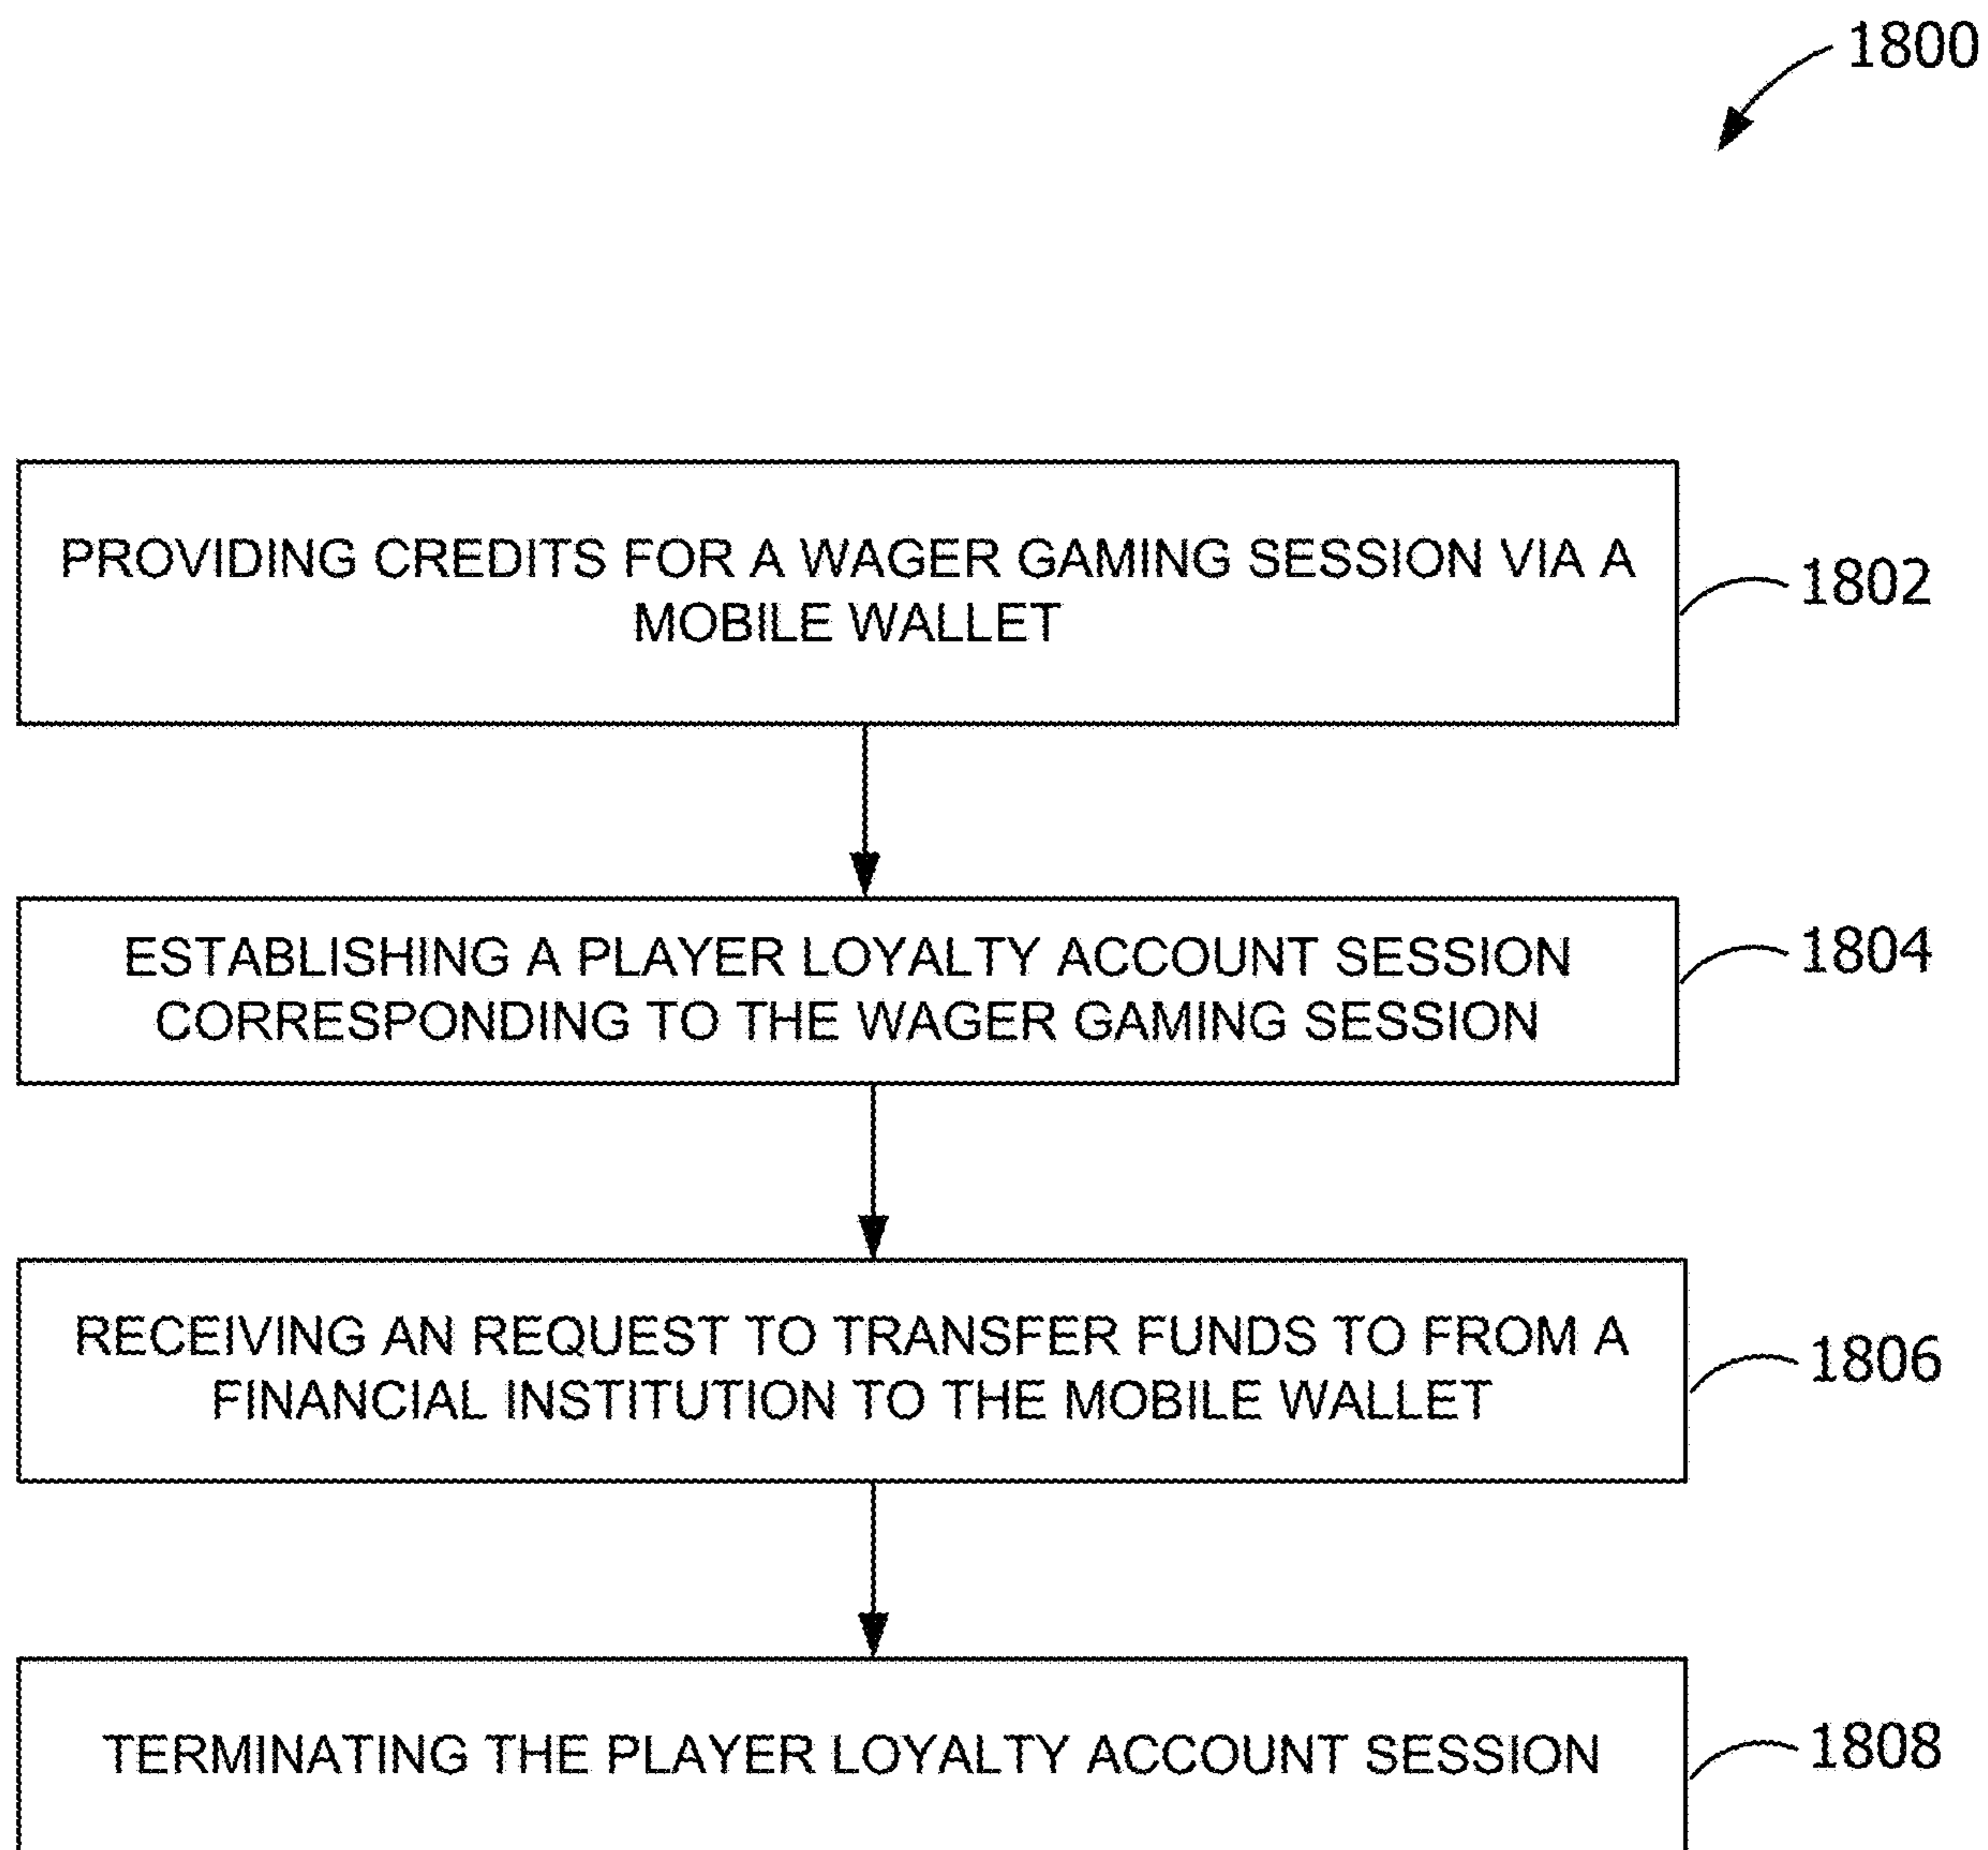 1800
PROVIDING CREDITS FOR A WAGER GAMING SESSION VIA A
MOBILE WALLET
1802
ESTABLISHING A PLAYER LOYALTY ACCOUNT SESSION
CORRESPONDING TO THE WAGER GAMING SESSION
1804
RECEIVING AN REQUEST TO TRANSFER FUNDS TO FROM A
FINANCIAL INSTITUTION TO THE MOBILE WALLET
1806
TERMINATING THE PLAYER LOYALTY ACCOUNT SESSION
1808